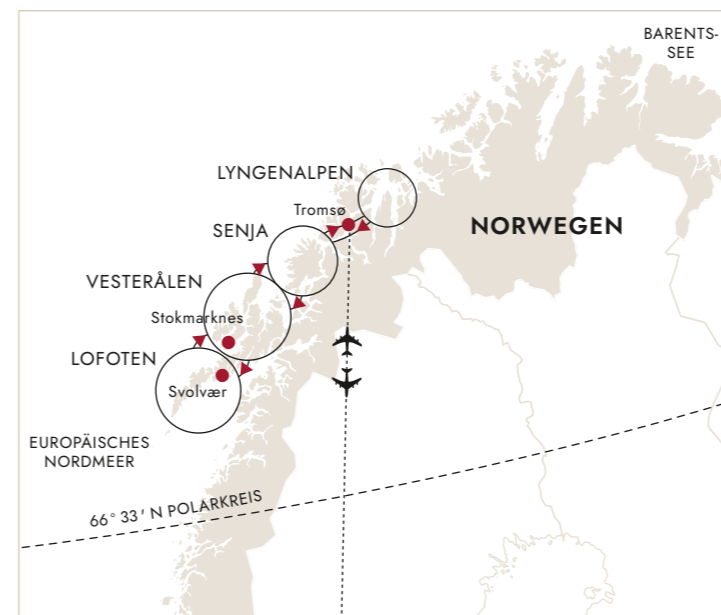 BARENTS-
SEE
LYNGENALPEN
Tromsø
NORWEGEN
SENJA
VESTERÅLEN
Stokmarknes
LOFOTEN
Svolvær
EUROPÄISCHES
NORDMEER
66° 33' N POLARKREIS